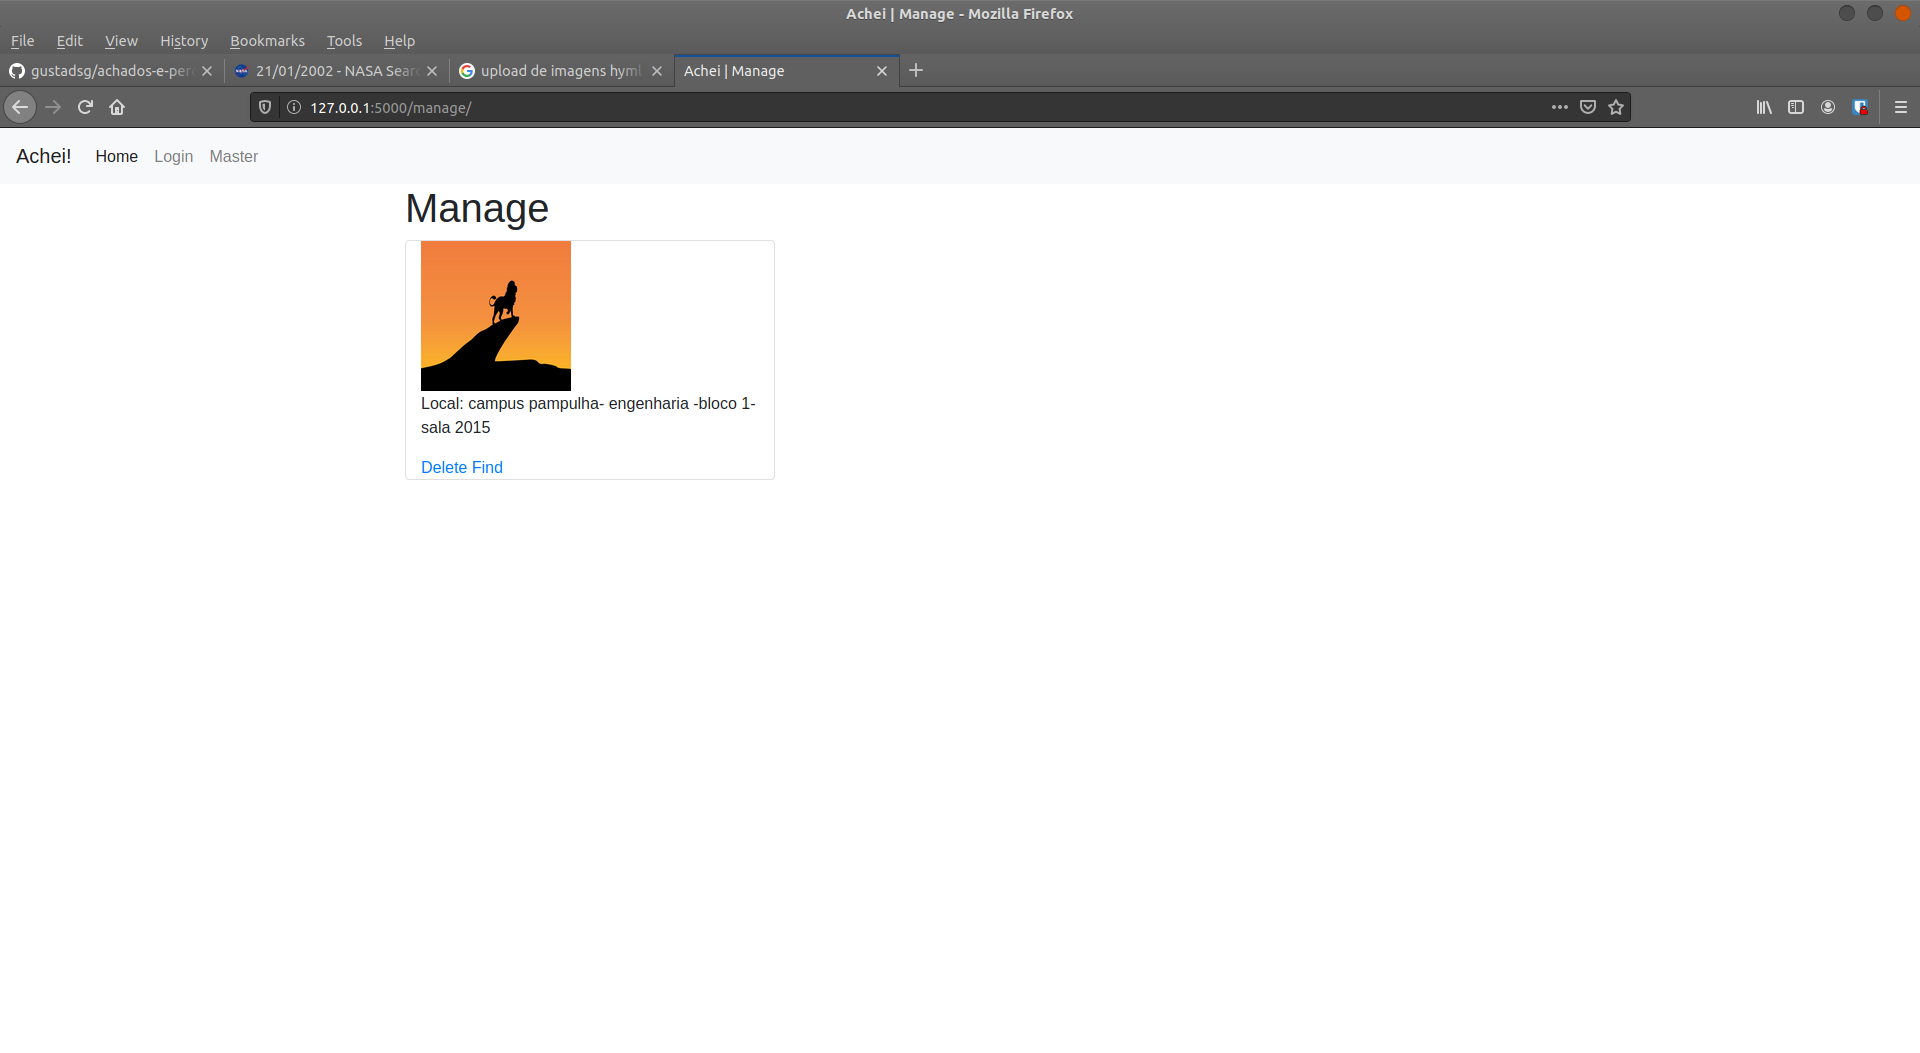 Achei | Manage - Mozilla Firefox
File Edit View History Bookmarks Tools Help
gustadsg/achados-e-per 21/01/2002 - NASA Sear upload de imagens hyml Achei | Manage
127.0.0.1:5000/manage/
Achei! Home Login Master
Manage
Local: campus pampulha- engenharia -bloco 1-
sala 2015
Delete Find